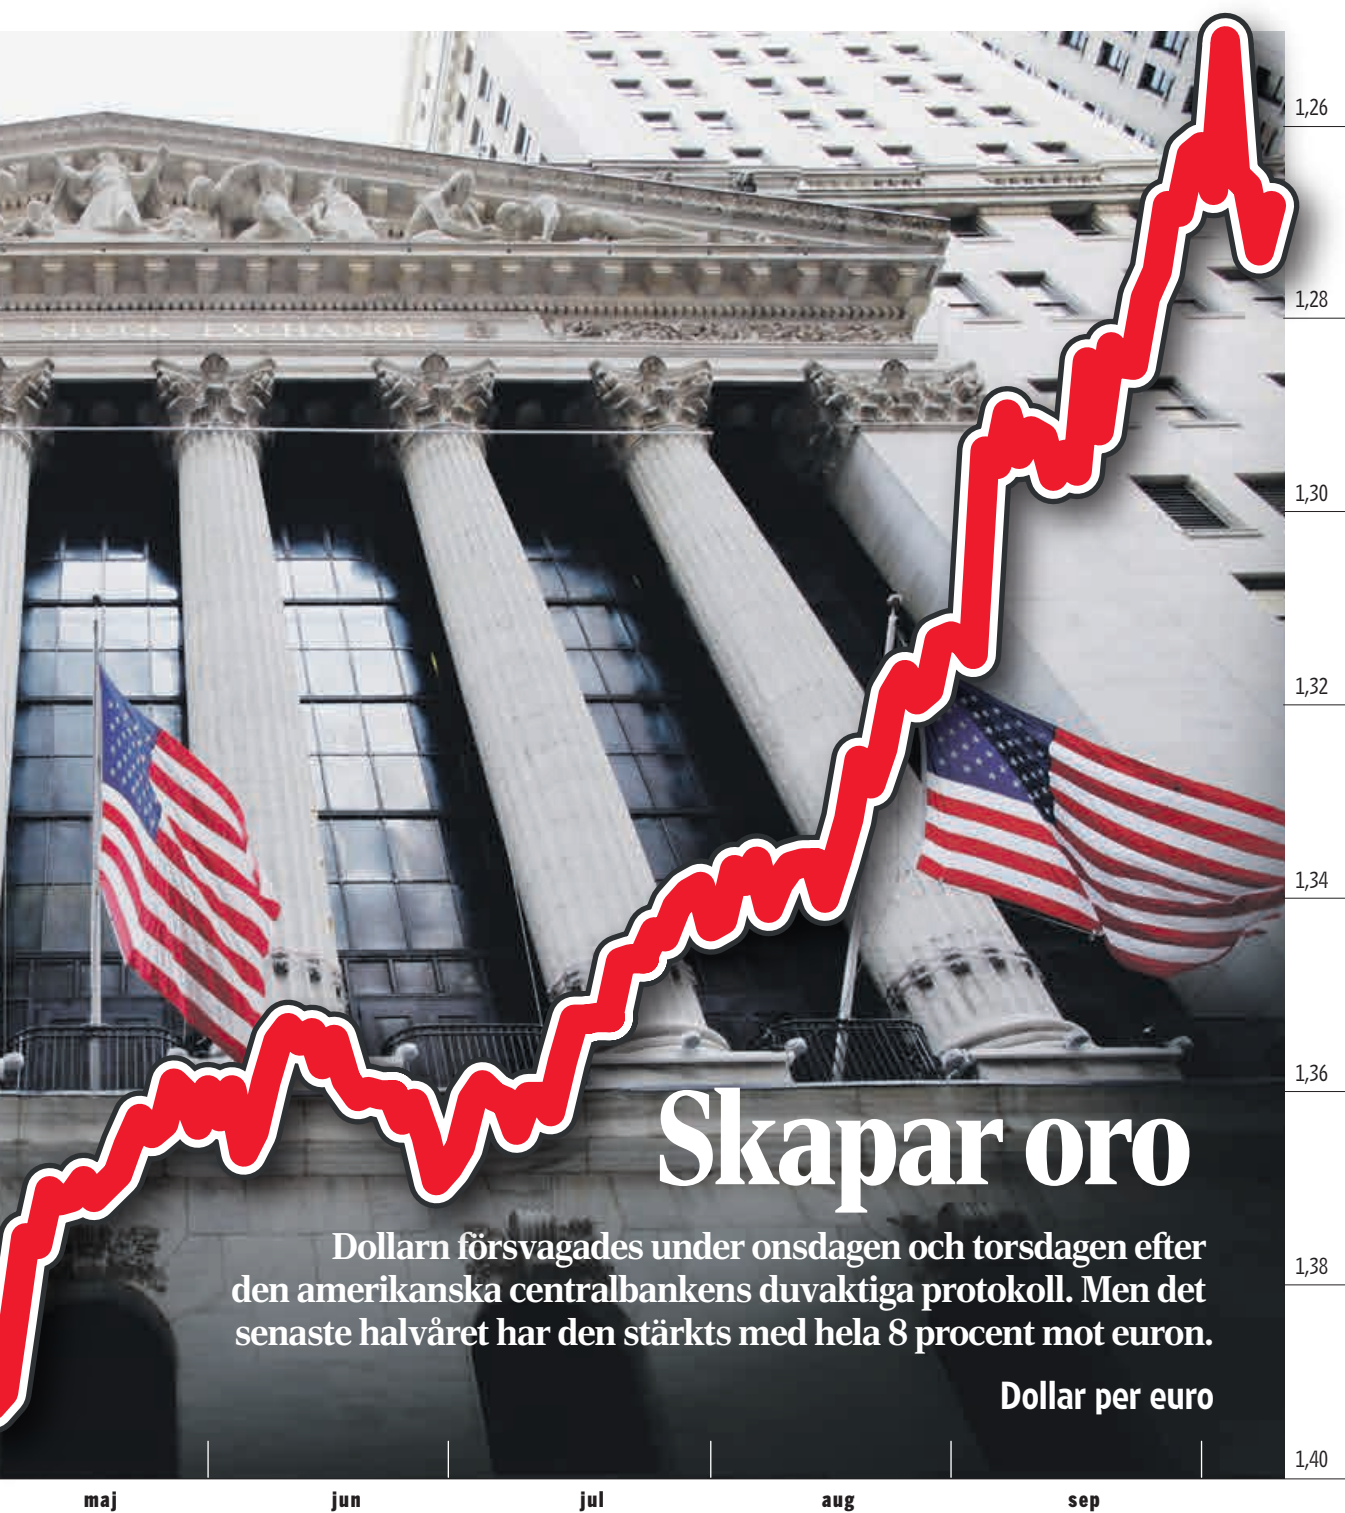 1,26
STOCK EXCHANGE
1,28
1,30
1,32
1,34
1,36
Skapar oro
Dollarn försvagades under onsdagen och torsdagen efter
den amerikanska centralbankens duvaktiga protokoll. Men det
senaste halvåret har den stärkts med hela 8 procent mot euron.
1,38
Dollar per euro
1,40
maj jun jul aug sep